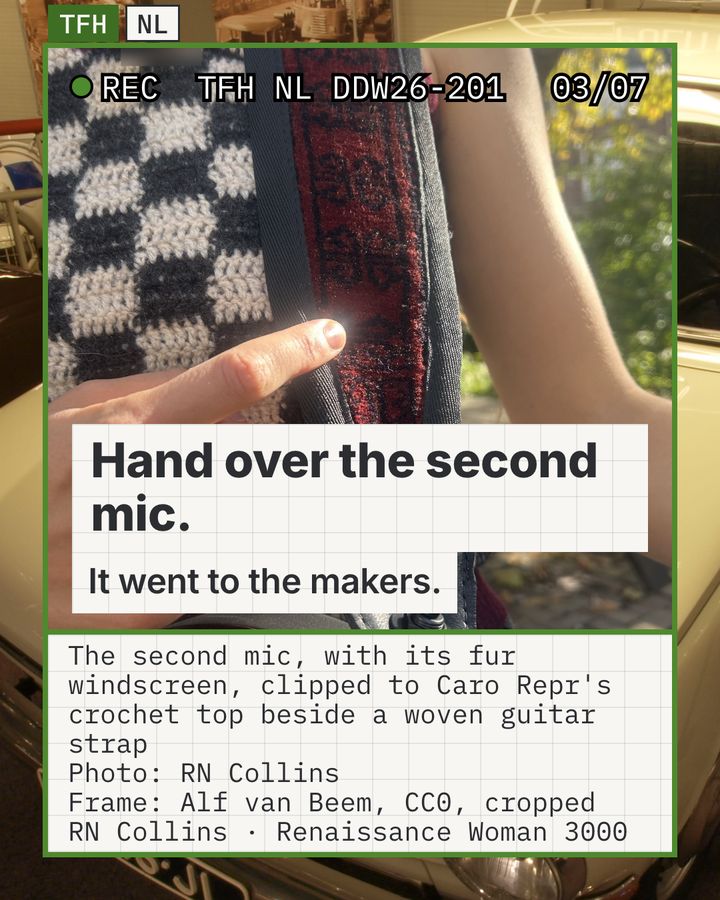 TFH NL
REC TFH NL DDW26-201 03/07
Hand over the second
mic.
It went to the makers.
The second mic, with its fur
windscreen, clipped to Caro Repr's
crochet top beside a woven guitar
strap
Photo: RN Collins
Frame: Alf van Beem, CC0, cropped
RN Collins · Renaissance Woman 3000